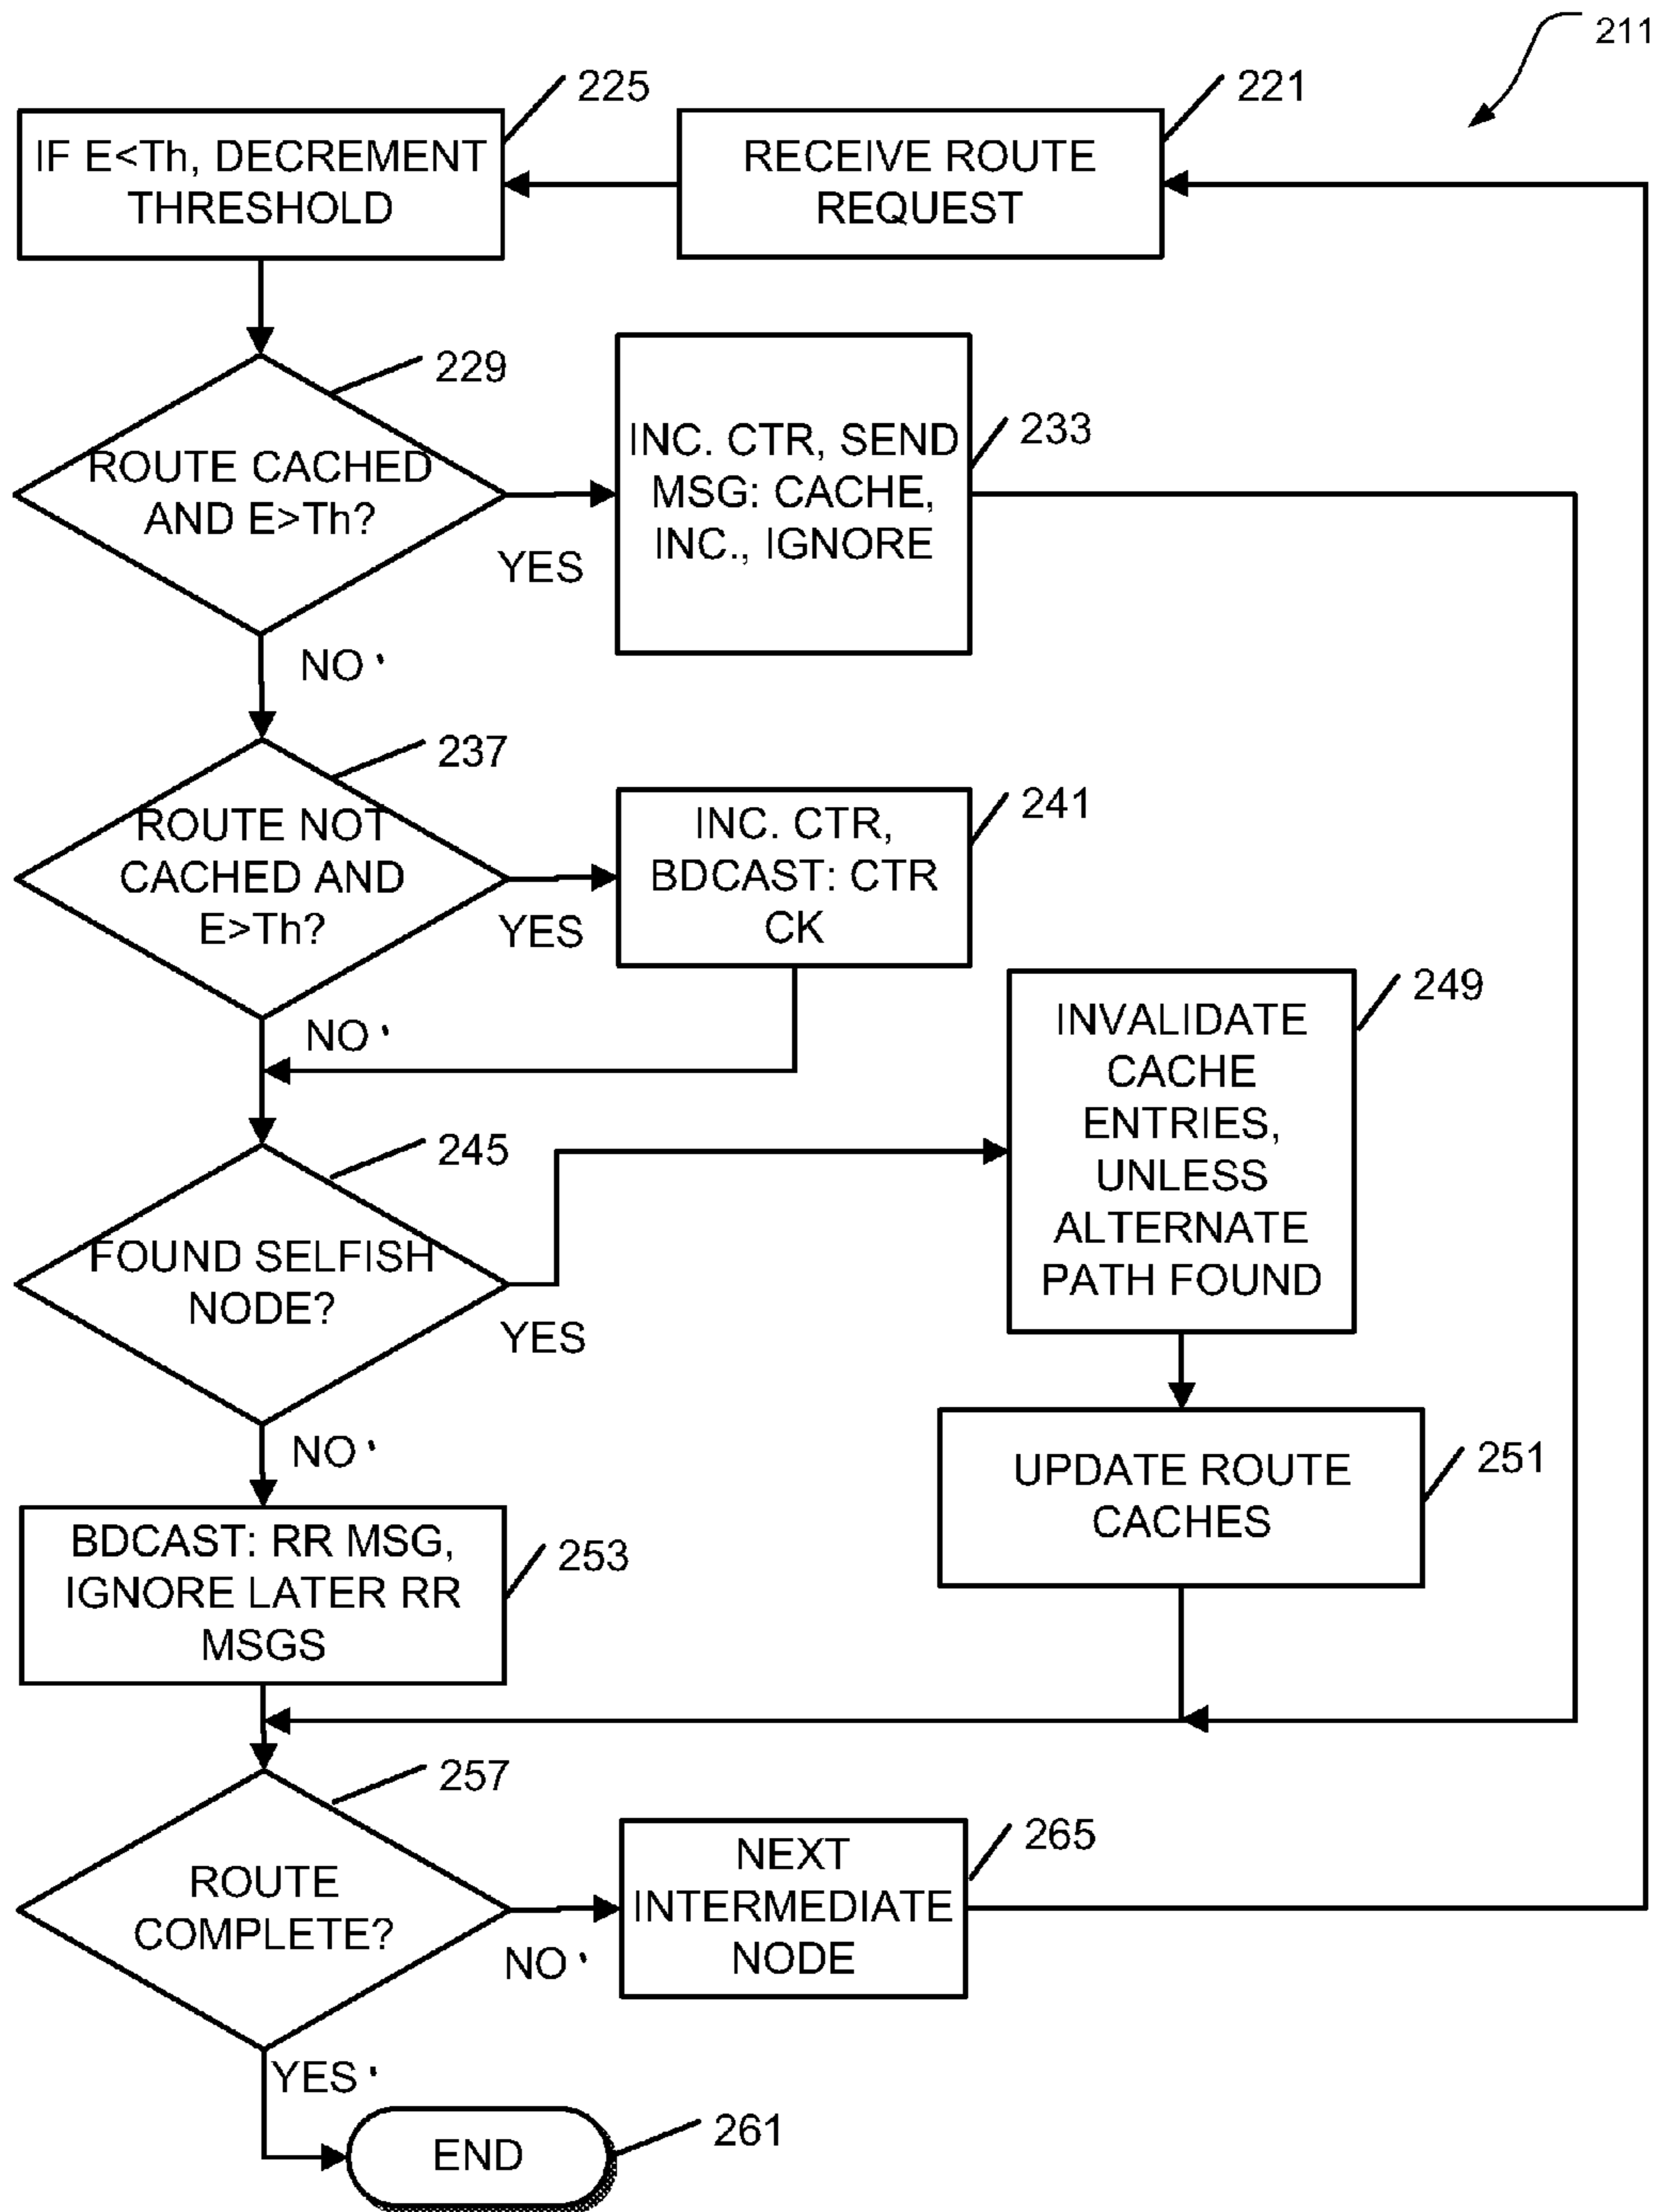 211
225
221
IF E<Th, DECREMENT
THRESHOLD
RECEIVE ROUTE
REQUEST
229
ROUTE CACHED
AND E>Th?
YES
NO
INC. CTR, SEND
MSG: CACHE,
INC., IGNORE
233
237
ROUTE NOT
CACHED AND
E>Th?
YES
NO
INC. CTR,
BDCAST: CTR
CK
241
245
FOUND SELFISH
NODE?
YES
NO
INVALIDATE
CACHE
ENTRIES,
UNLESS
ALTERNATE
PATH FOUND
249
UPDATE ROUTE
CACHES
251
BDCAST: RR MSG,
IGNORE LATER RR
MSGS
253
257
ROUTE
COMPLETE?
NO
YES
NEXT
INTERMEDIATE
NODE
265
END
261